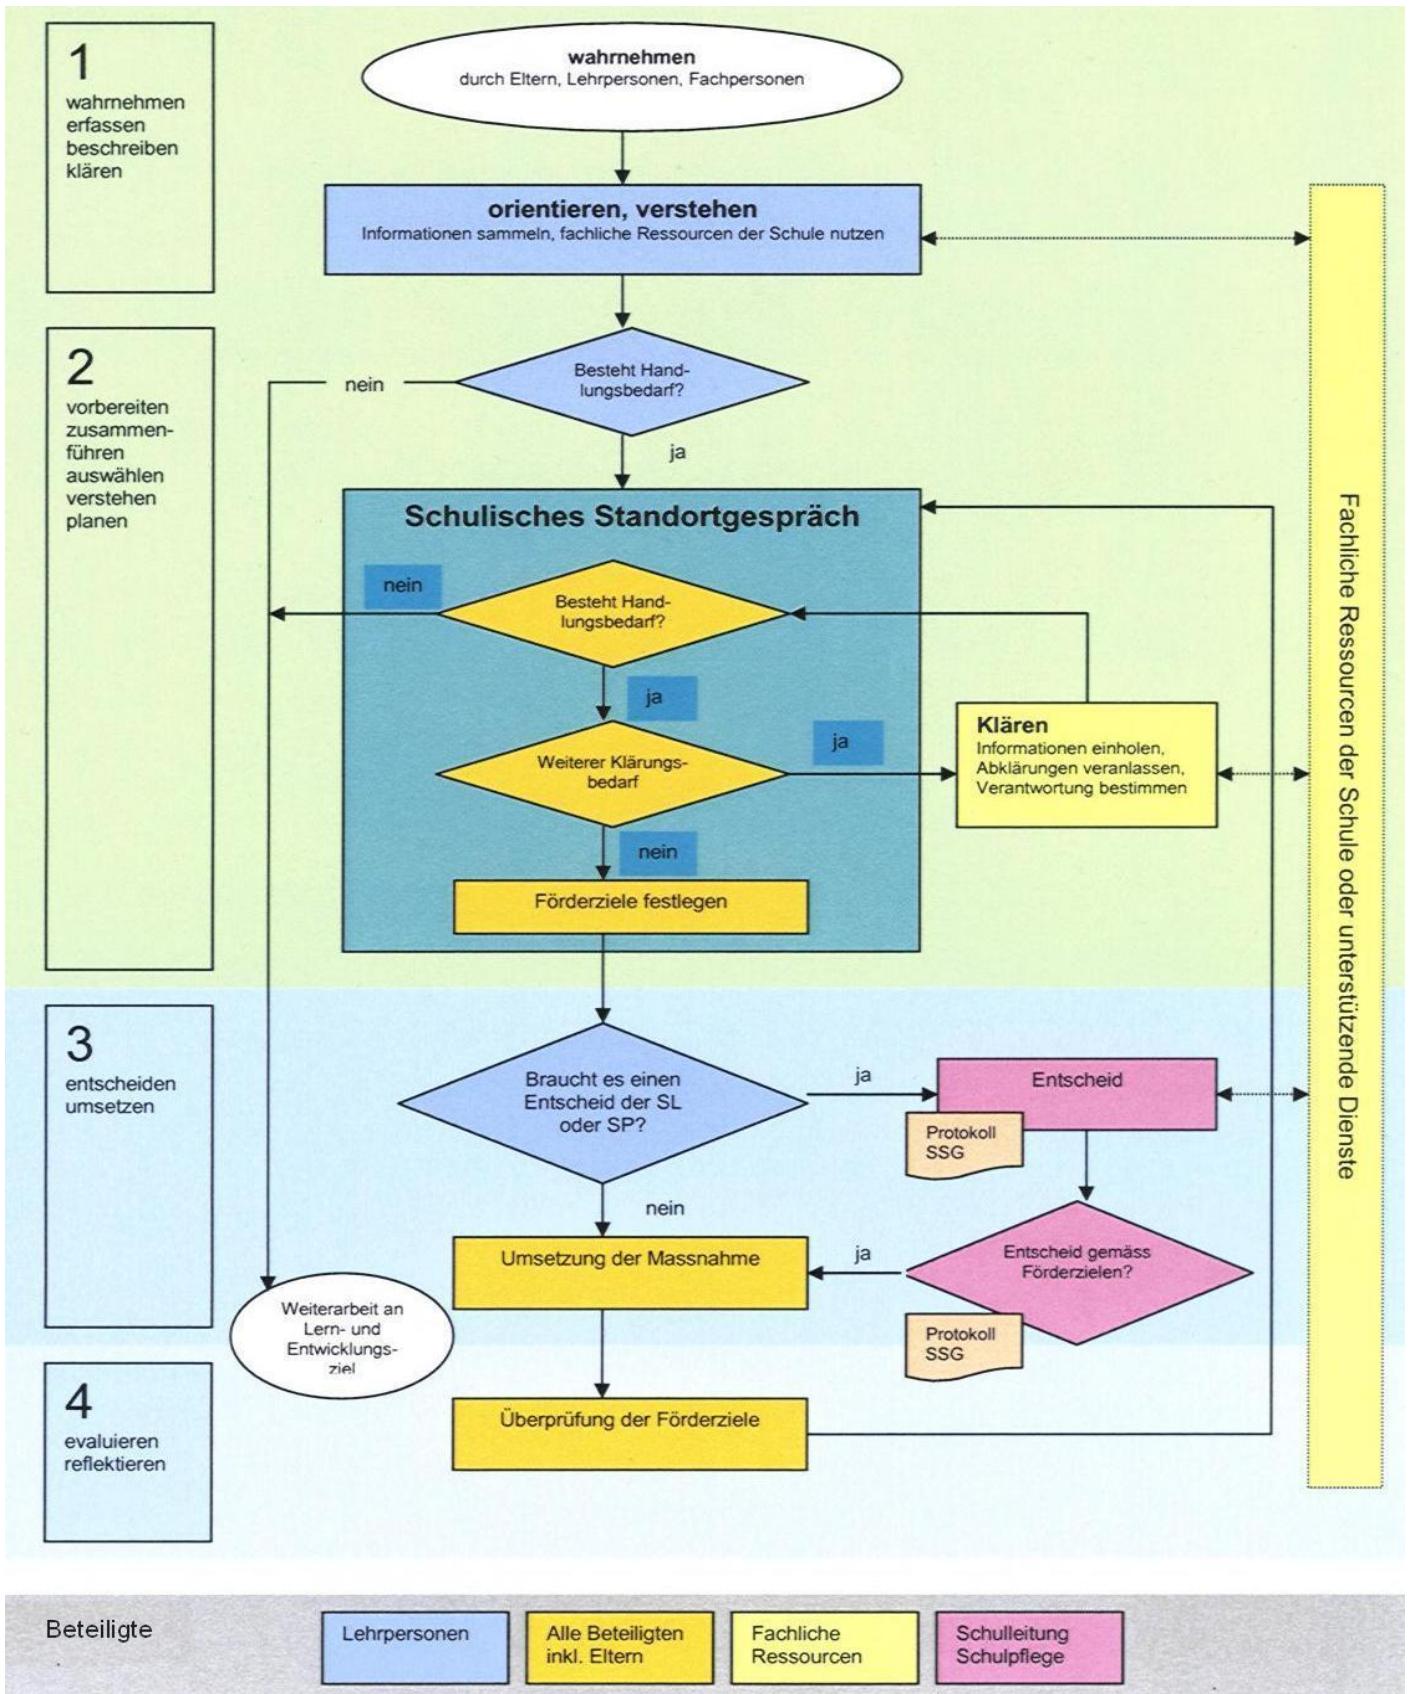 1
wahrnehmen
erfassen
beschreiben
klären
wahrnehmen
durch Eltern, Lehrpersonen, Fachpersonen
orientieren, verstehen
Informationen sammeln, fachliche Ressourcen der Schule nutzen
2
vorbereiten
zusammen-
führen
auswählen
verstehen
planen
Besteht Hand-
lungsbedarf?
nein
ja
Schulisches Standortgespräch
nein
Besteht Hand-
lungsbedarf?
ja
Weiterer Klärungs-
bedarf
ja
Klären
Informationen einholen,
Abklärungen veranlassen,
Verantwortung bestimmen
nein
Förderziele festlegen
Fachliche Ressourcen der Schule oder unterstützende Dienste
3
entscheiden
umsetzen
Braucht es einen
Entscheid der SL
oder SP?
ja
Entscheid
Protokoll
SSG
nein
Umsetzung der Massnahme
ja
Entscheid gemäss
Förderzielen?
Protokoll
SSG
Weiterarbeit an
Lern- und
Entwicklungs-
ziel
4
evaluieren
reflektieren
Überprüfung der Förderziele
Beteiligte
Lehrpersonen
Alle Beteiligten
inkl. Eltern
Fachliche
Ressourcen
Schulleitung
Schulpflege